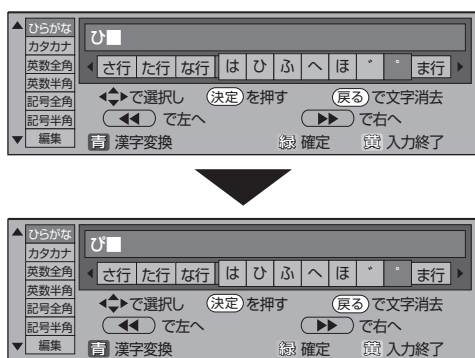 ひらがな
カタカナ
英数全角
英数半角
記号全角
記号半角
編集
ひ
さ行 た行 な行 は ひ ふ へ ほ ゛ ゜ ま行
で選択し 決定 を押す 戻る で文字消去
◀◀ で左へ ▶▶ で右へ
青 漢字変換 緑 確定 黄 入力終了
ひらがな
カタカナ
英数全角
英数半角
記号全角
記号半角
編集
ぴ
さ行 た行 な行 は ひ ふ へ ほ ゛ ゜ ま行
で選択し 決定 を押す 戻る で文字消去
◀◀ で左へ ▶▶ で右へ
青 漢字変換 緑 確定 黄 入力終了